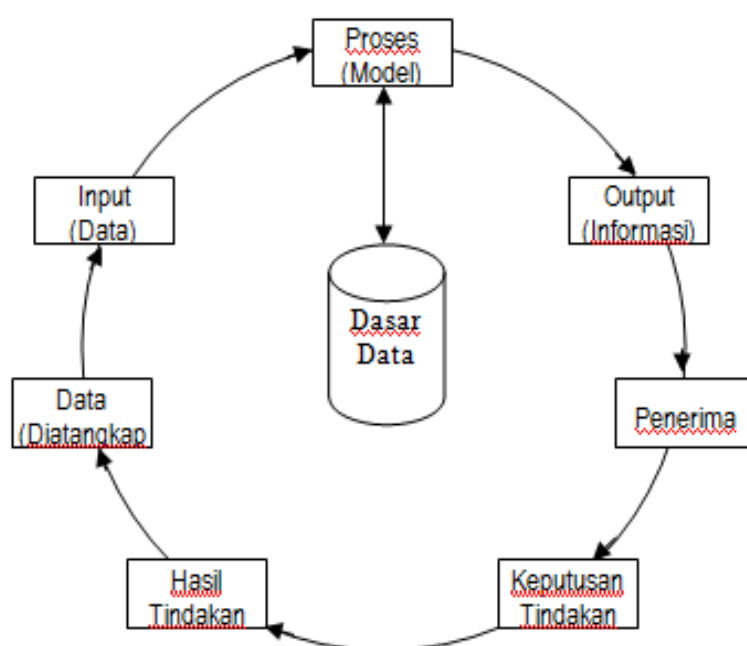 Proses
(Model)
Output
(Informasi)
Penerima
Keputusan
Tindakan
Hasil
Tindakan
Data
(Diatangkap
Input
(Data)
Dasar
Data